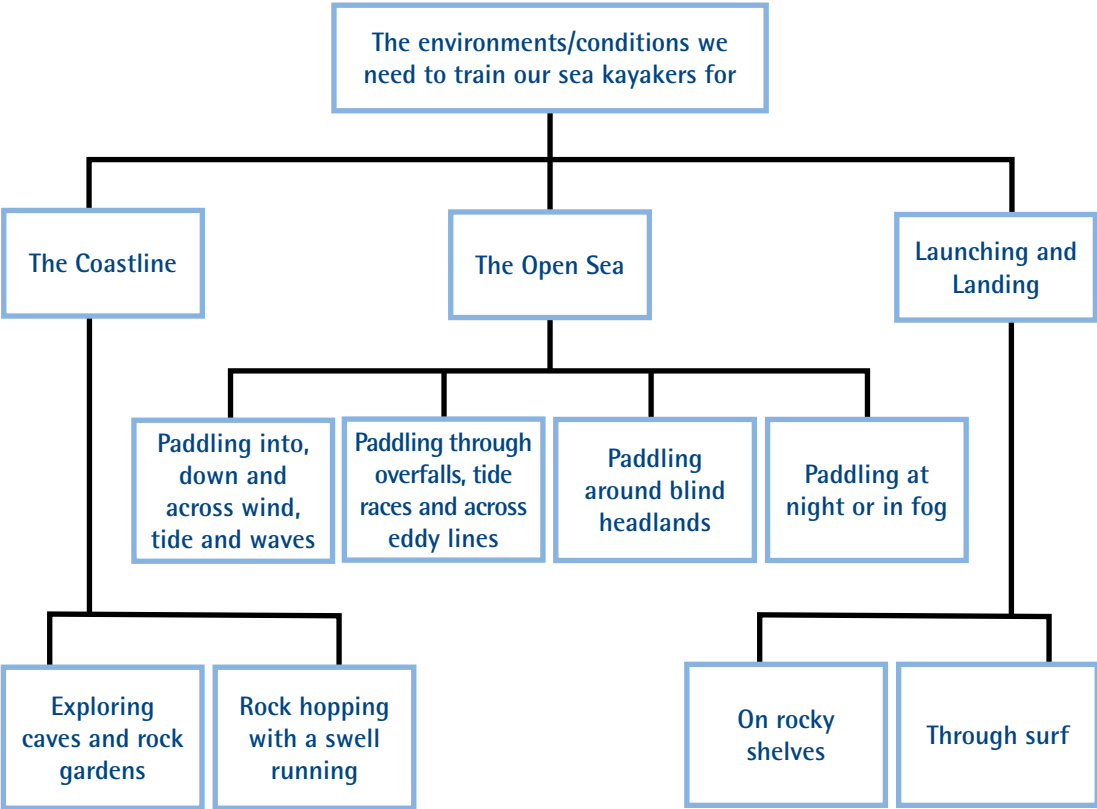 The environments/conditions we
need to train our sea kayakers for
The Coastline
The Open Sea
Launching and
Landing
Paddling into,
down and
across wind,
tide and waves
Paddling through
overfalls, tide
races and across
eddy lines
Paddling
around blind
headlands
Paddling at
night or in fog
Exploring
caves and rock
gardens
Rock hopping
with a swell
running
On rocky
shelves
Through surf